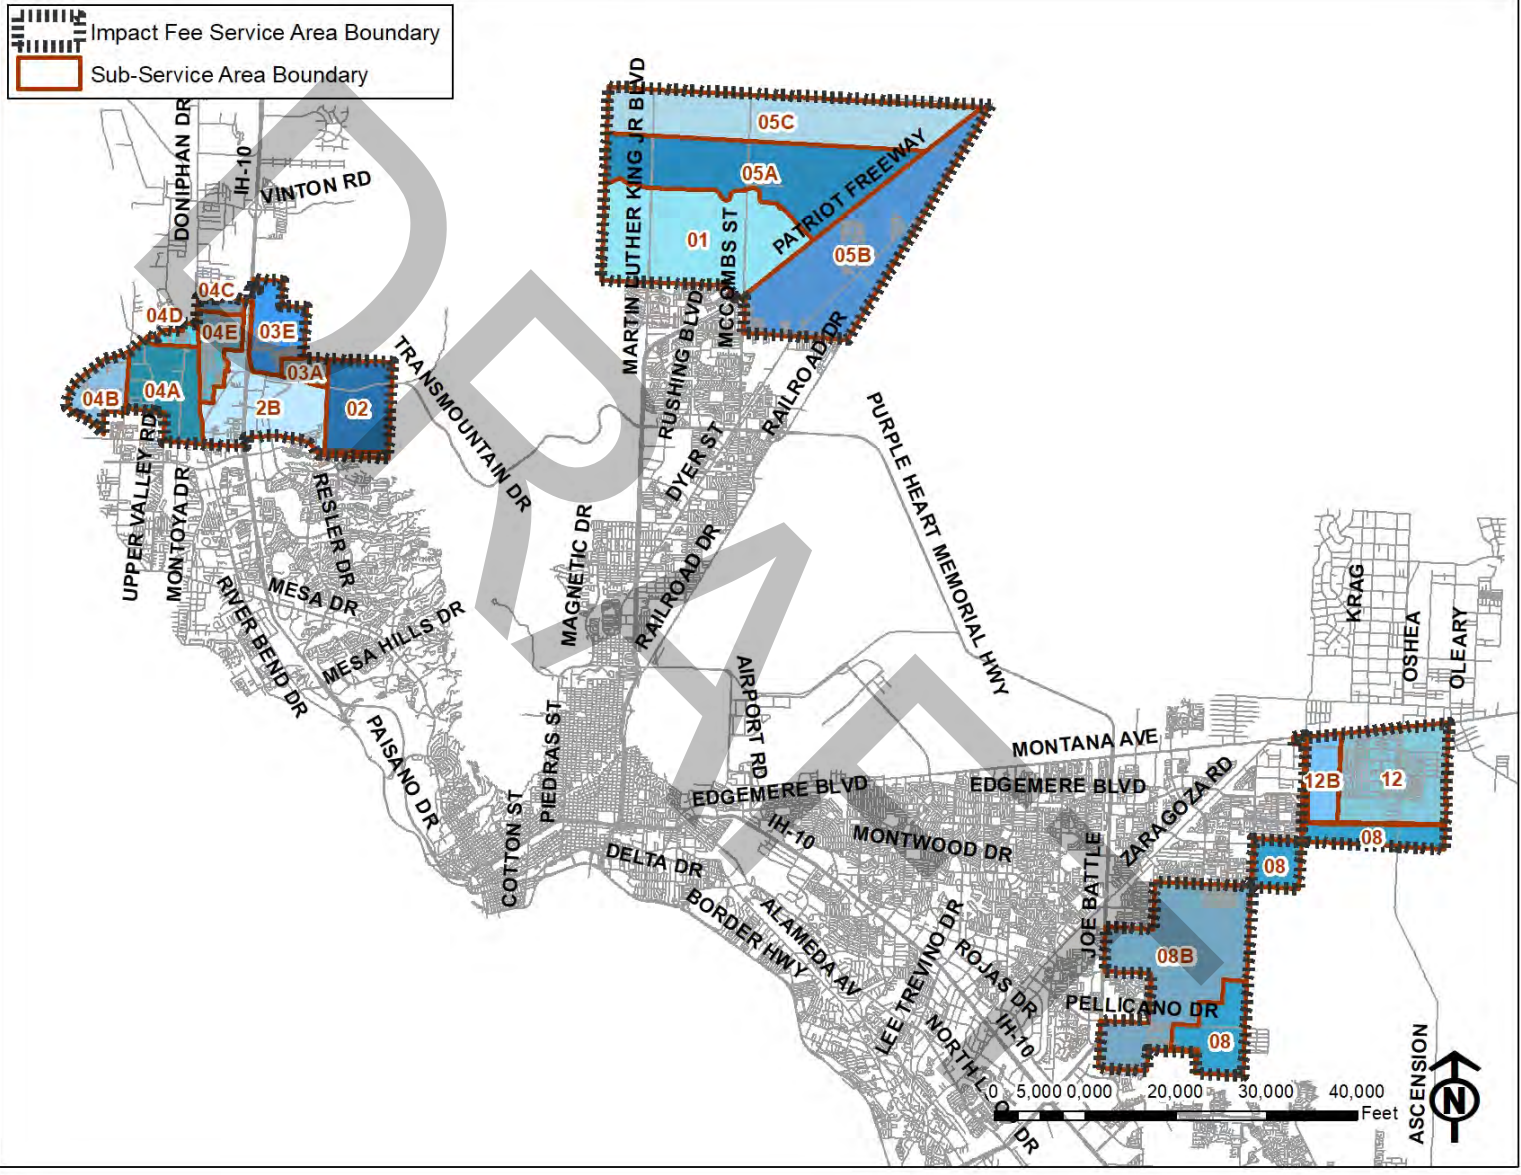 Impact Fee Service Area Boundary
Sub-Service Area Boundary
DRAFT
DONIPHAN DR
IH-10
VINTON RD
MARTIN LUTHER KING JR BLVD
05C
05A
PATRIOT FREEWAY
01
MCCOMBS ST
05B
RUSHING BLVD
RAILROAD DR
04C
04D
04E
03E
03A
04B
04A
2B
02
TRANSMOUNTAIN DR
DYER ST
PURPLE HEART MEMORIAL HWY
UPPER VALLEY RD
MONTOYA DR
RESLER DR
MESA DR
RIVER BEND DR
MESA HILLS DR
MAGNETIC DR
RAILROAD DR
KRAG
OSHEA
OLEARY
AIRPORT RD
PAISANO DR
PIEDRAS ST
COTTON ST
MONTANA AVE
EDGEMERE BLVD
EDGEMERE BLVD
ZARAGOZA RD
12B
12
08
08
IH-10
MONTWOOD DR
DELTA DR
JOE BATTLE
BORDER HWY
ALAMEDA AV
LEE TREVINO DR
ROJAS DR
08B
PELLICANO DR
IH-10
08
NORTH L
DR
ASCENSION
N
0 5,000 0,000 20,000 30,000 40,000
Feet